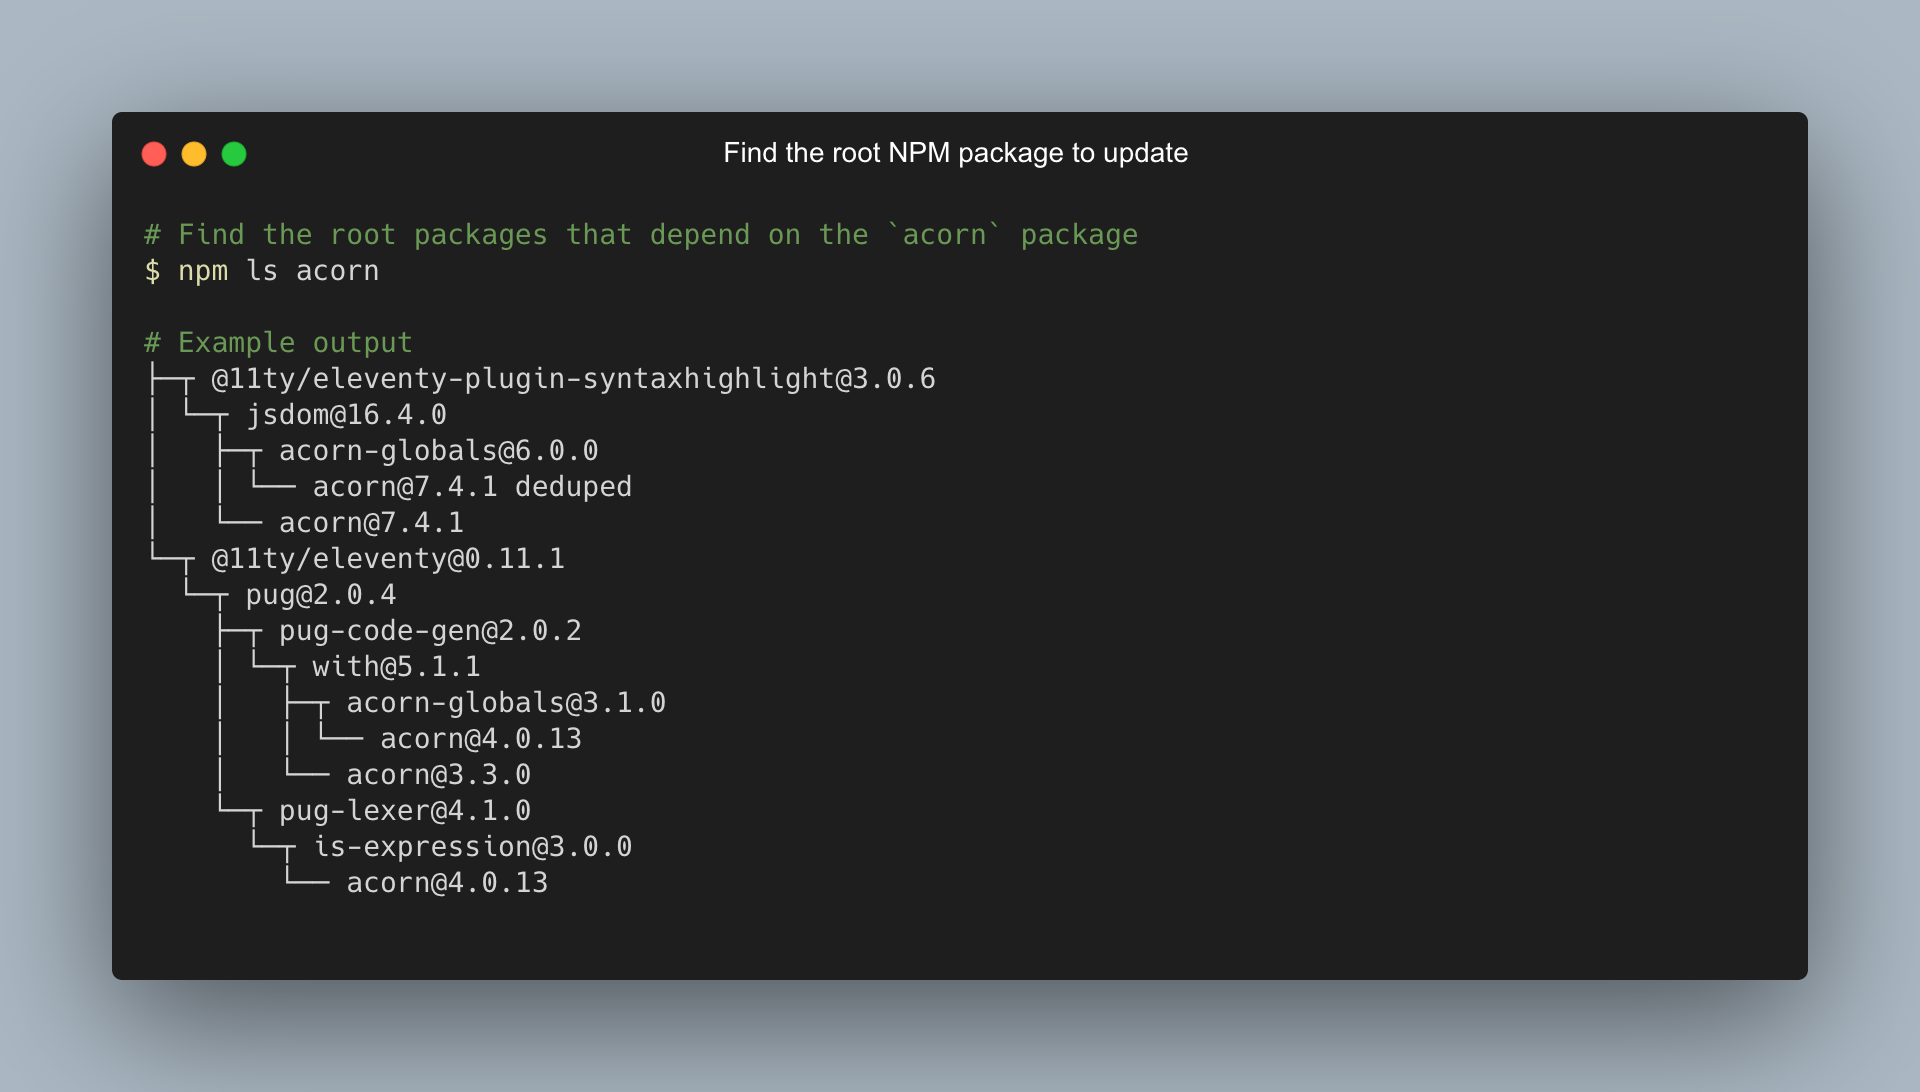 Find the root NPM package to update
# Find the root packages that depend on the `acorn` package
$ npm ls acorn
# Example output
├─┬ @11ty/eleventy-plugin-syntaxhighlight@3.0.6
│ └─┬ jsdom@16.4.0
│   ├─┬ acorn-globals@6.0.0
│   │ └── acorn@7.4.1 deduped
│   └── acorn@7.4.1
└─┬ @11ty/eleventy@0.11.1
  └─┬ pug@2.0.4
    ├─┬ pug-code-gen@2.0.2
    │ └─┬ with@5.1.1
    │   ├─┬ acorn-globals@3.1.0
    │   │ └── acorn@4.0.13
    │   └── acorn@3.3.0
    └─┬ pug-lexer@4.1.0
      └─┬ is-expression@3.0.0
        └── acorn@4.0.13